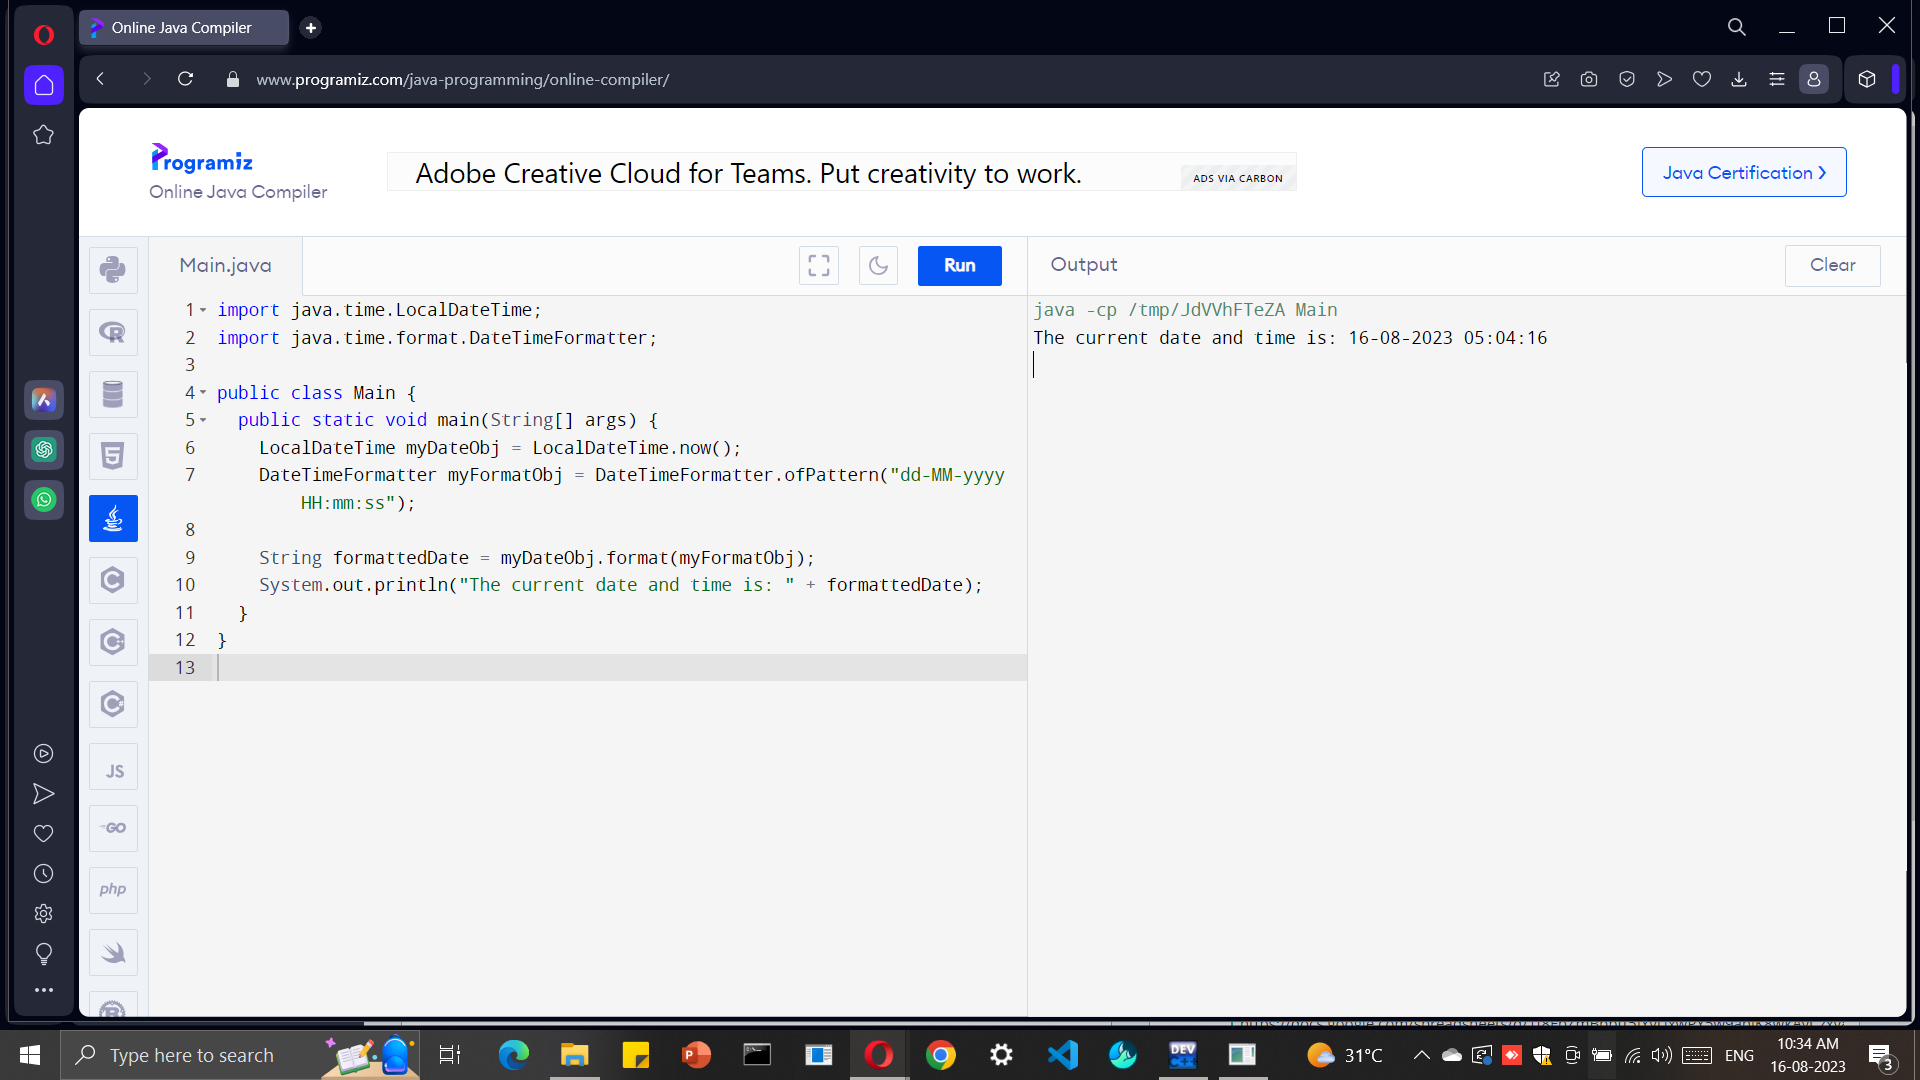 Online Java Compiler
www.programiz.com/java-programming/online-compiler/
Programiz
Online Java Compiler
Adobe Creative Cloud for Teams. Put creativity to work.
ADS VIA CARBON
Java Certification ›
Main.java
Run
Output
Clear
1 import java.time.LocalDateTime;
2 import java.time.format.DateTimeFormatter;
3
4 public class Main {
5 public static void main(String[] args) {
6 LocalDateTime myDateObj = LocalDateTime.now();
7 DateTimeFormatter myFormatObj = DateTimeFormatter.ofPattern("dd-MM-yyyy
HH:mm:ss");
8
9 String formattedDate = myDateObj.format(myFormatObj);
10 System.out.println("The current date and time is: " + formattedDate);
11 }
12 }
13
java -cp /tmp/JdVVhFTeZA Main
The current date and time is: 16-08-2023 05:04:16
JS
GO
php
Type here to search
DEV
C++
31°C
ENG
10:34 AM
16-08-2023
3